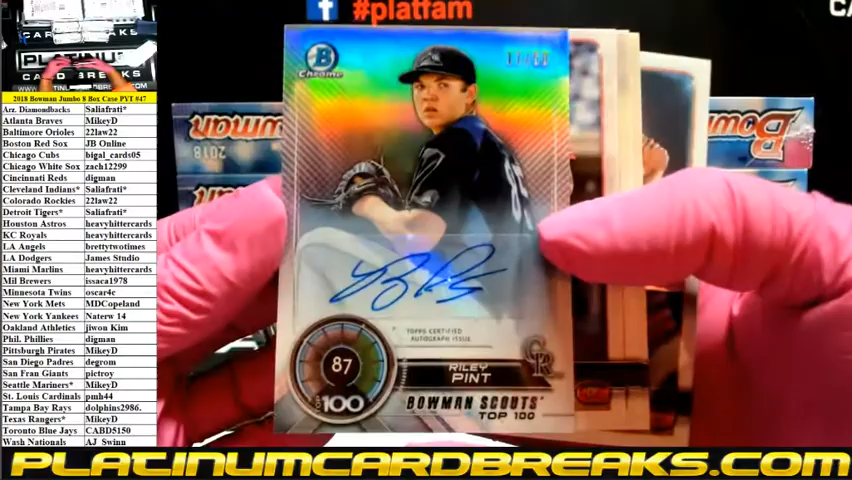 #platfam
CARD BREAKS
2018 Bowman Jumbo 8 Box Case PYT #47
Arz. Diamondbacks Saliafrati*
Atlanta Braves MikeyD
Baltimore Orioles 22law22
Boston Red Sox JB Online
Chicago Cubs bigal_cards05
Chicago White Sox zach12299
Cincinnati Reds digman
Cleveland Indians* Saliafrati*
Colorado Rockies 22law22
Detroit Tigers* Saliafrati*
Houston Astros heavyhittercards
KC Royals heavyhittercards
LA Angels brettytwotimes
LA Dodgers James Studio
Miami Marlins heavyhittercards
Mil Brewers issaca1978
Minnesota Twins oscar4c
New York Mets MDCopeland
New York Yankees Naterw 14
Oakland Athletics jiwon Kim
Phil. Phillies digman
Pittsburgh Pirates MikeyD
San Diego Padres degrom
San Fran Giants pictroy
Seattle Mariners* MikeyD
St. Louis Cardinals pmh44
Tampa Bay Rays dolphins2986.
Texas Rangers* MikeyD
Toronto Blue Jays CABD5150
Wash Nationals AJ_Swinn
B
Chrome
Bowman
2018
Bowman
TOPPS CERTIFIED
AUTOGRAPH ISSUE
87
100
RILEY
PINT
CR
BOWMAN SCOUTS'
TOP 100
PLATINUMCARDBREAKS.COM